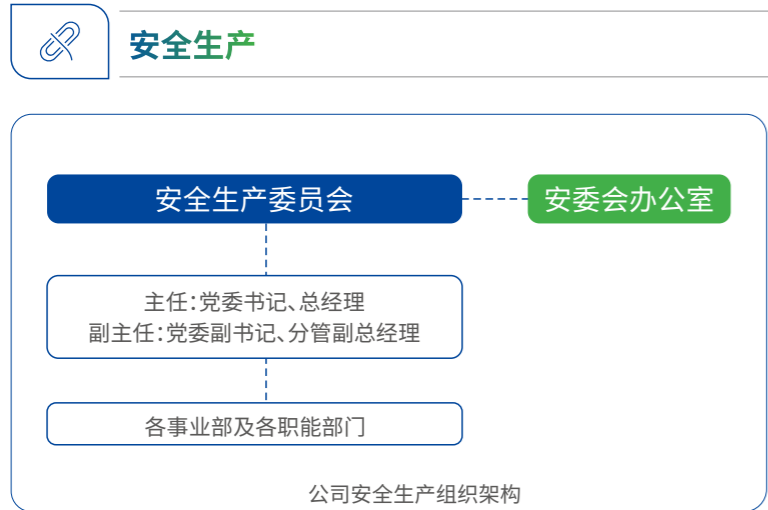 安全生产
安全生产委员会
安委会办公室
主任：党委书记、总经理
副主任：党委副书记、分管副总经理
各事业部及各职能部门
公司安全生产组织架构